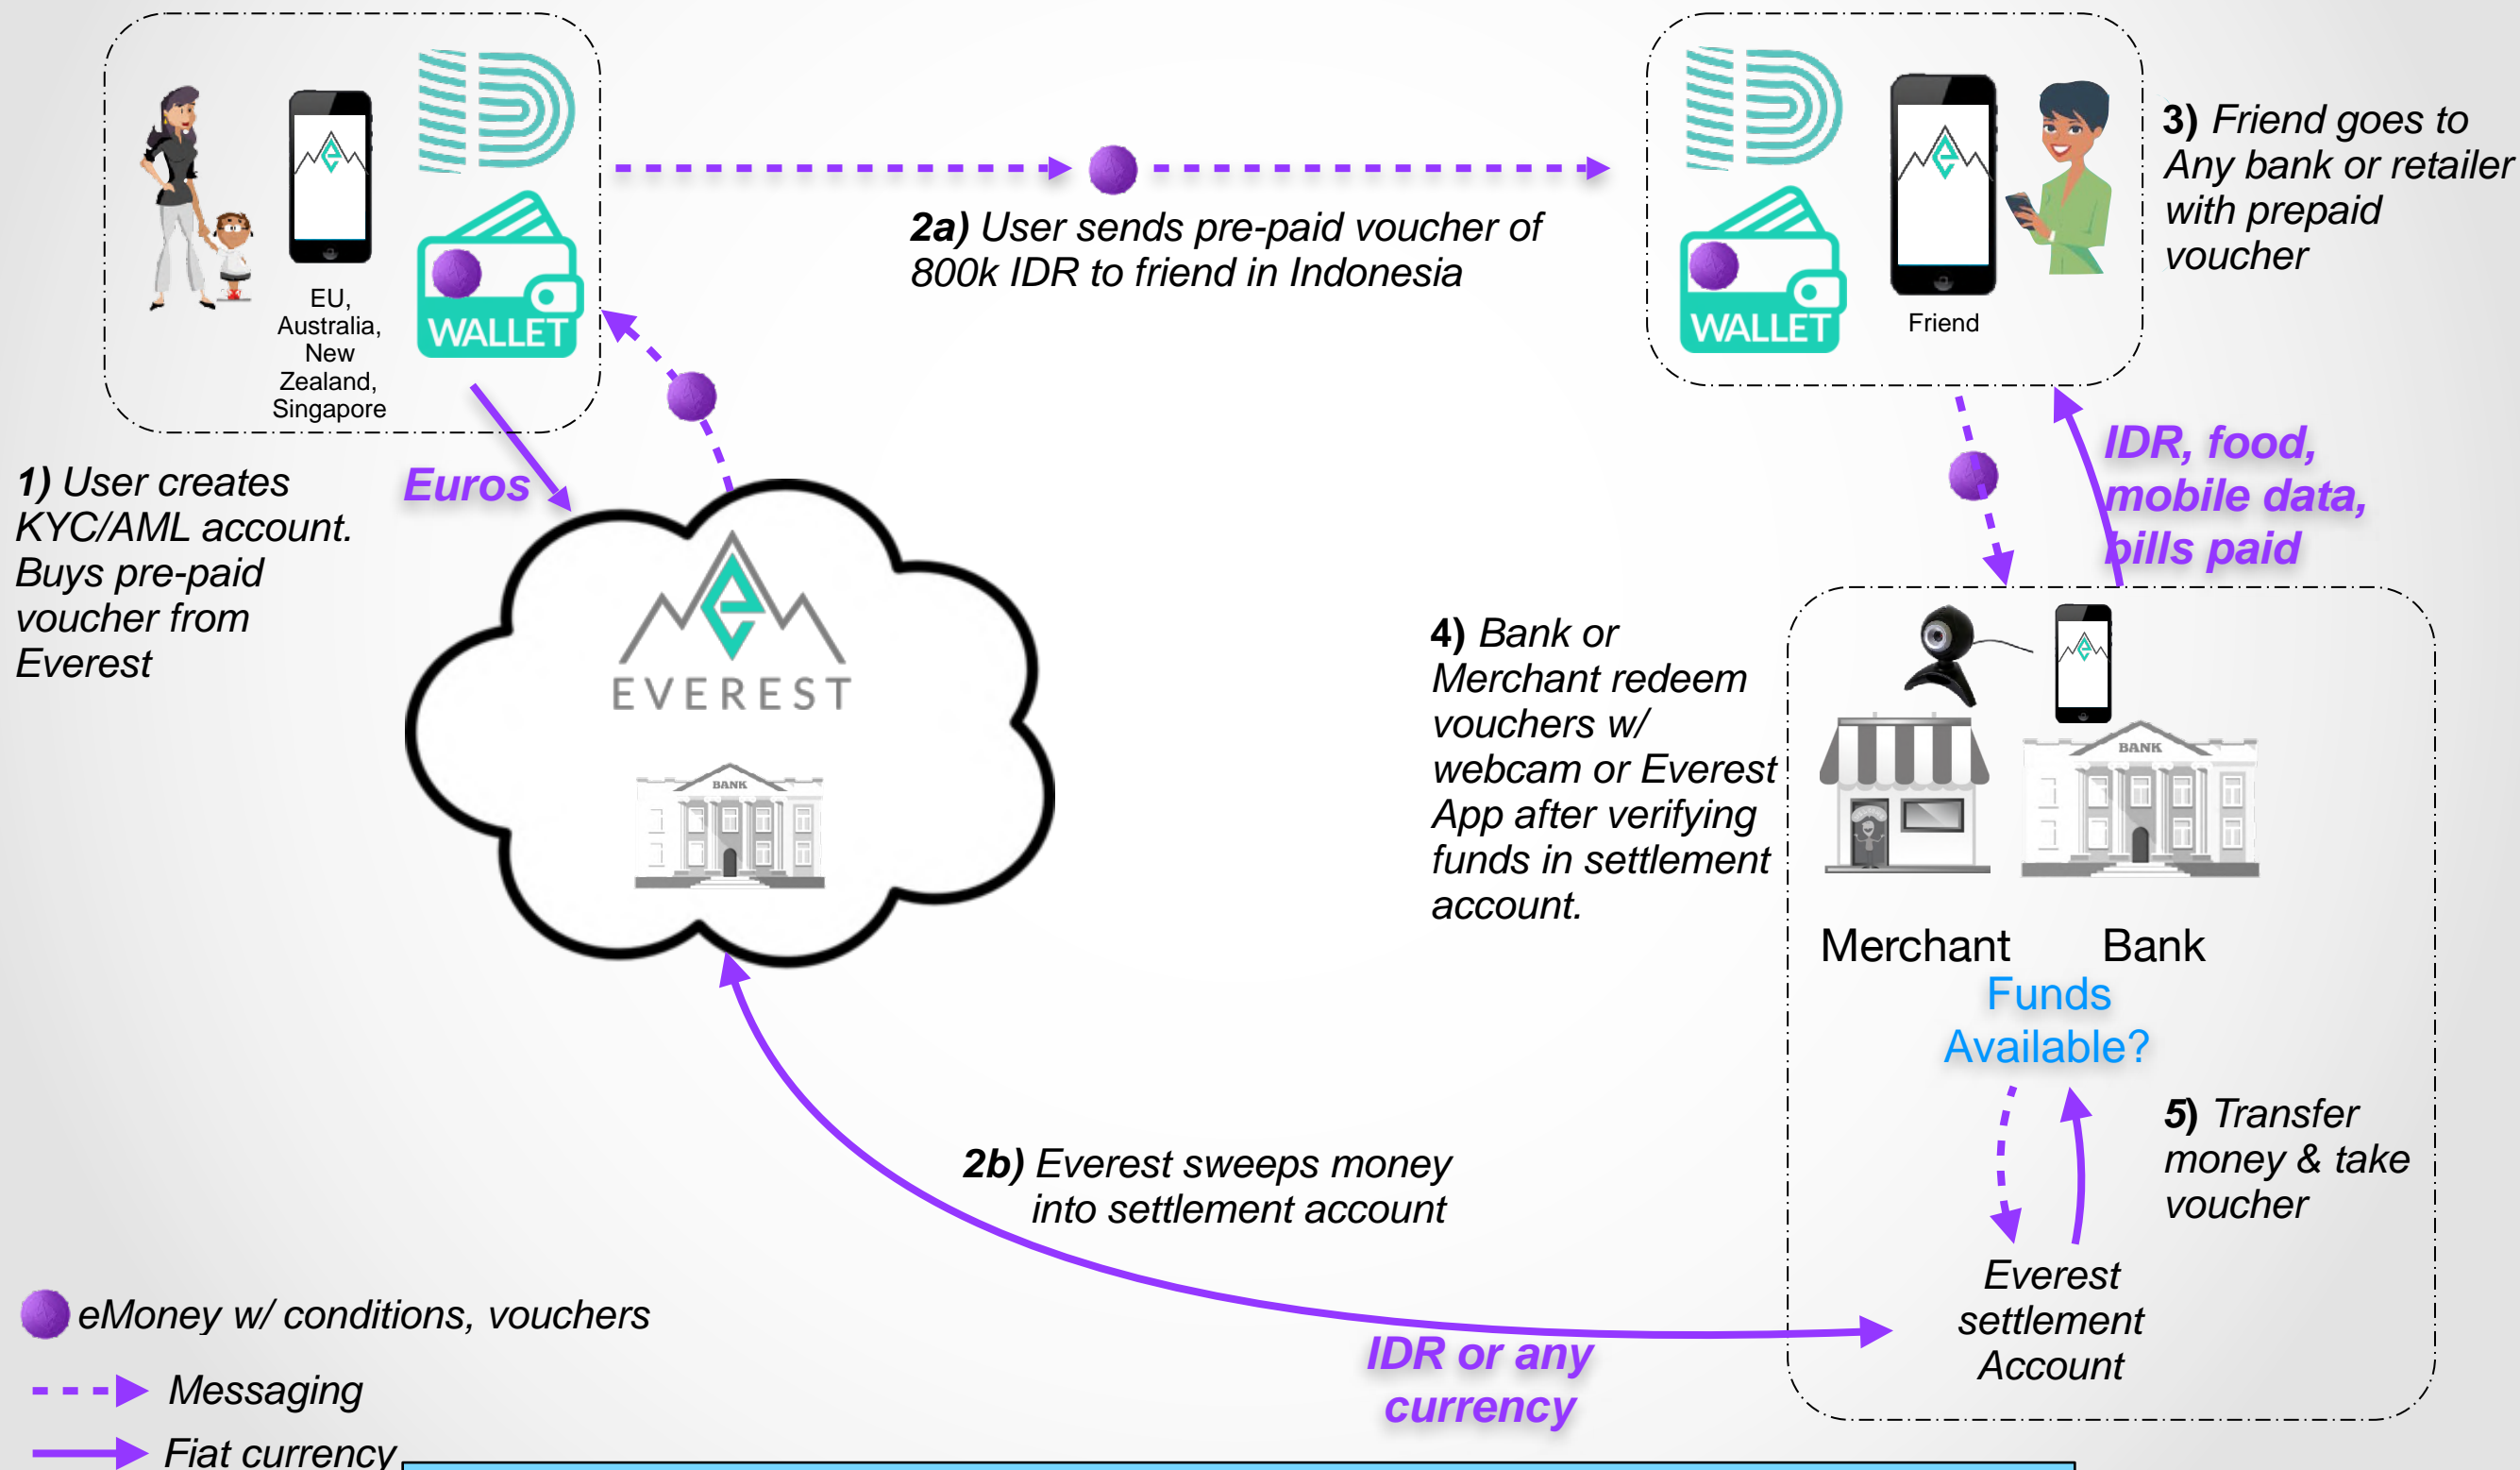 EU,
Australia,
New
Zealand,
Singapore
WALLET
2a) User sends pre-paid voucher of
800k IDR to friend in Indonesia
WALLET
Friend
3) Friend goes to
Any bank or retailer
with prepaid
voucher
1) User creates
KYC/AML account.
Buys pre-paid
voucher from
Everest
Euros
EVEREST
BANK
IDR, food,
mobile data,
bills paid
4) Bank or
Merchant redeem
vouchers w/
webcam or Everest
App after verifying
funds in settlement
account.
BANK
Merchant
Bank
Funds
Available?
5) Transfer
money & take
voucher
Everest
settlement
Account
2b) Everest sweeps money
into settlement account
IDR or any
currency
eMoney w/ conditions, vouchers
Messaging
Fiat currency